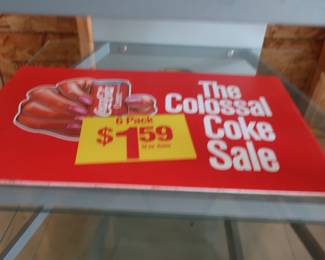 The
Colossal
Coke
Sale
6 Pack
$1.59